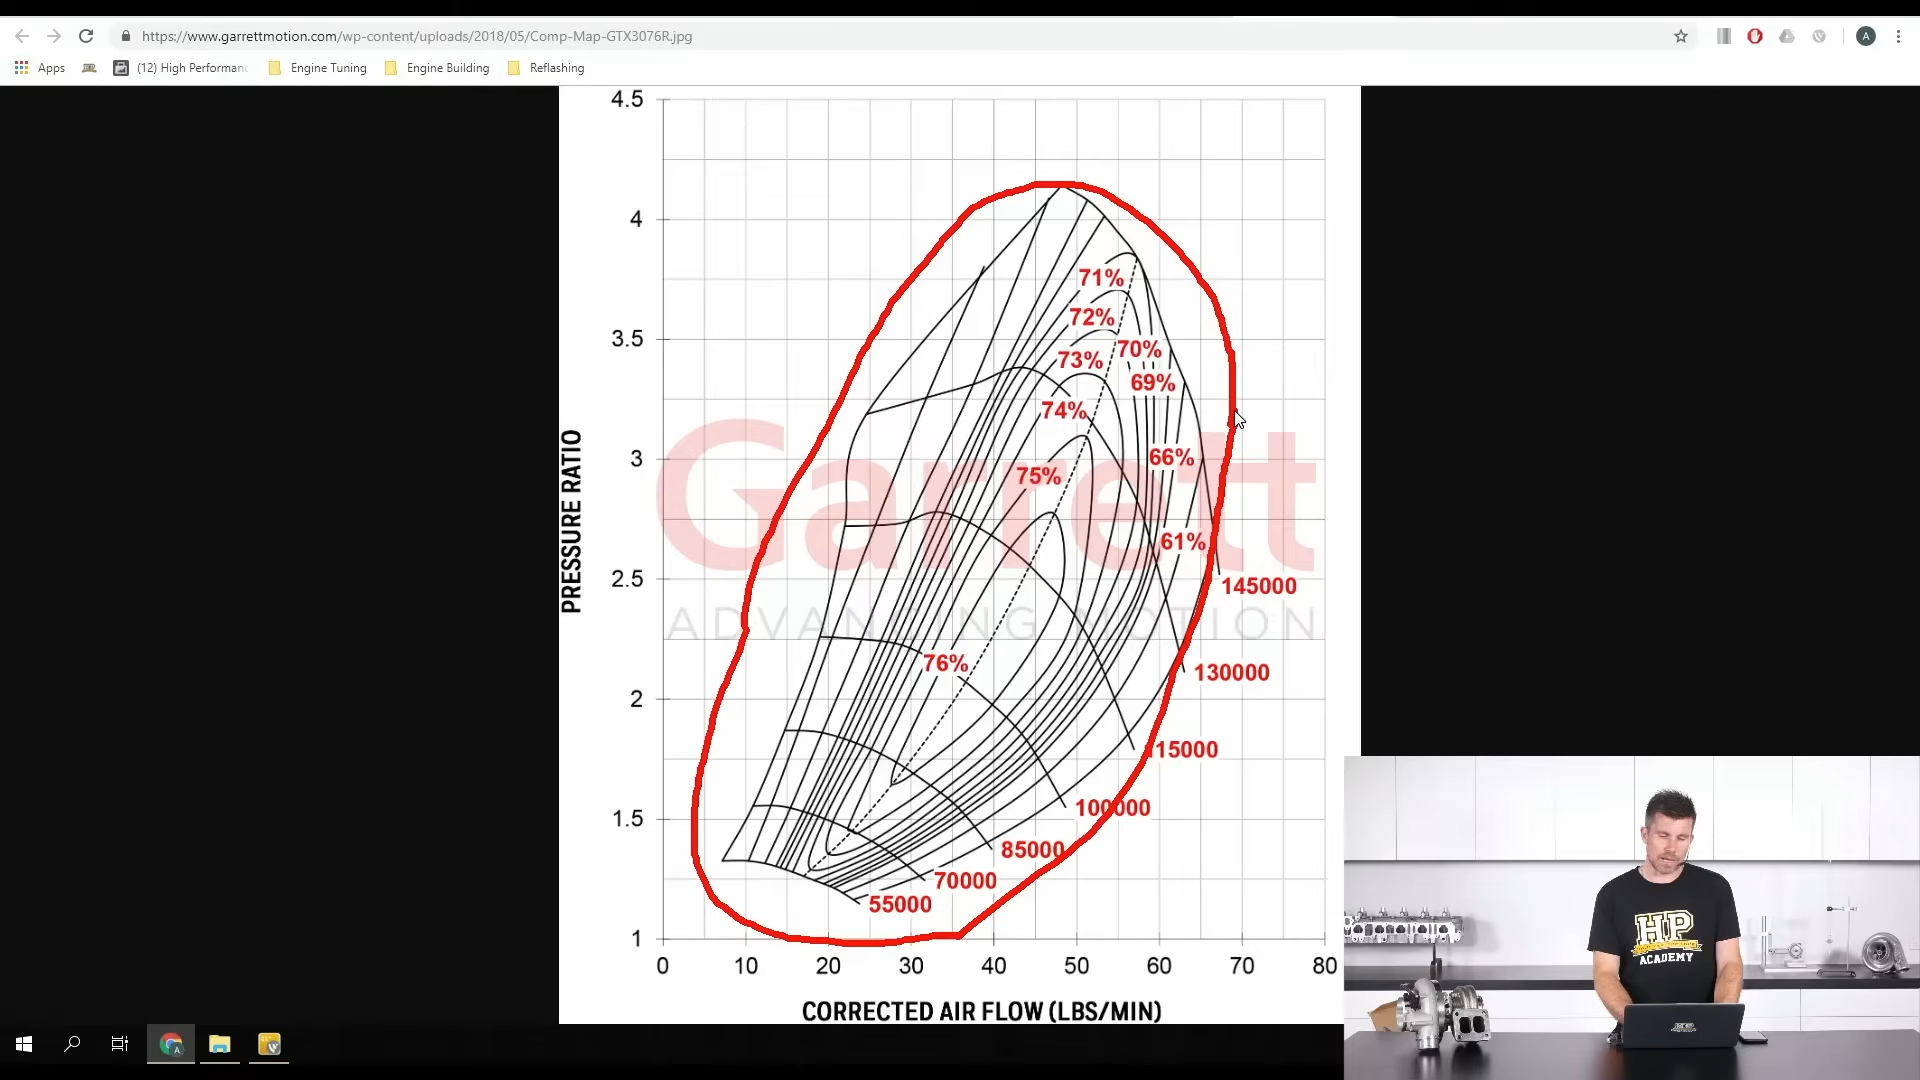 https://www.garrettmotion.com/wp-content/uploads/2018/05/Comp-Map-GTX3076R.jpg
A
Apps
(12) High Performan
Engine Tuning
Engine Building
Reflashing
4.5
4
3.5
3
2.5
2
1.5
1
PRESSURE RATIO
71%
72%
70%
73%
69%
74%
66%
75%
61%
76%
Garrett
ADVANCING MOTION
145000
130000
115000
100000
85000
70000
55000
0 10 20 30 40 50 60 70 80
CORRECTED AIR FLOW (LBS/MIN)
HP
ACADEMY